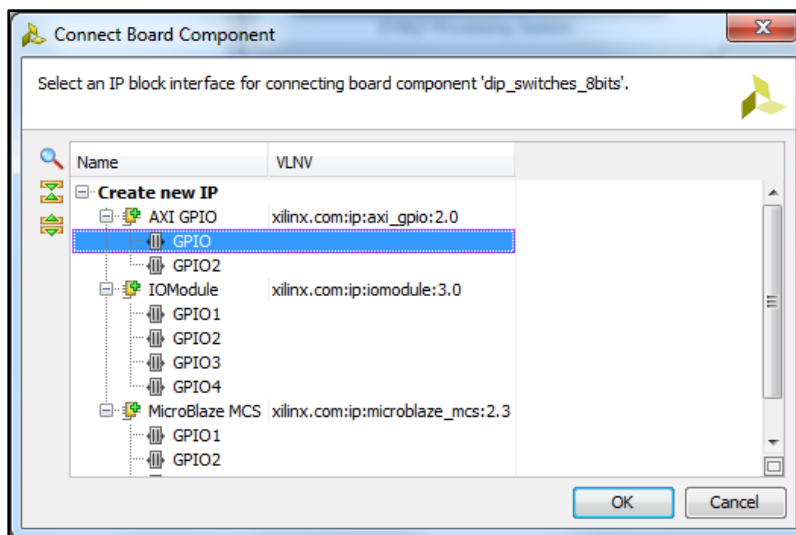 Connect Board Component
Select an IP block interface for connecting board component 'dip_switches_8bits'.
Name VLNV
Create new IP
AXI GPIO xilinx.com:ip:axi_gpio:2.0
GPIO
GPIO2
IOModule xilinx.com:ip:iomodule:3.0
GPIO1
GPIO2
GPIO3
GPIO4
MicroBlaze MCS xilinx.com:ip:microblaze_mcs:2.3
GPIO1
GPIO2
OK Cancel